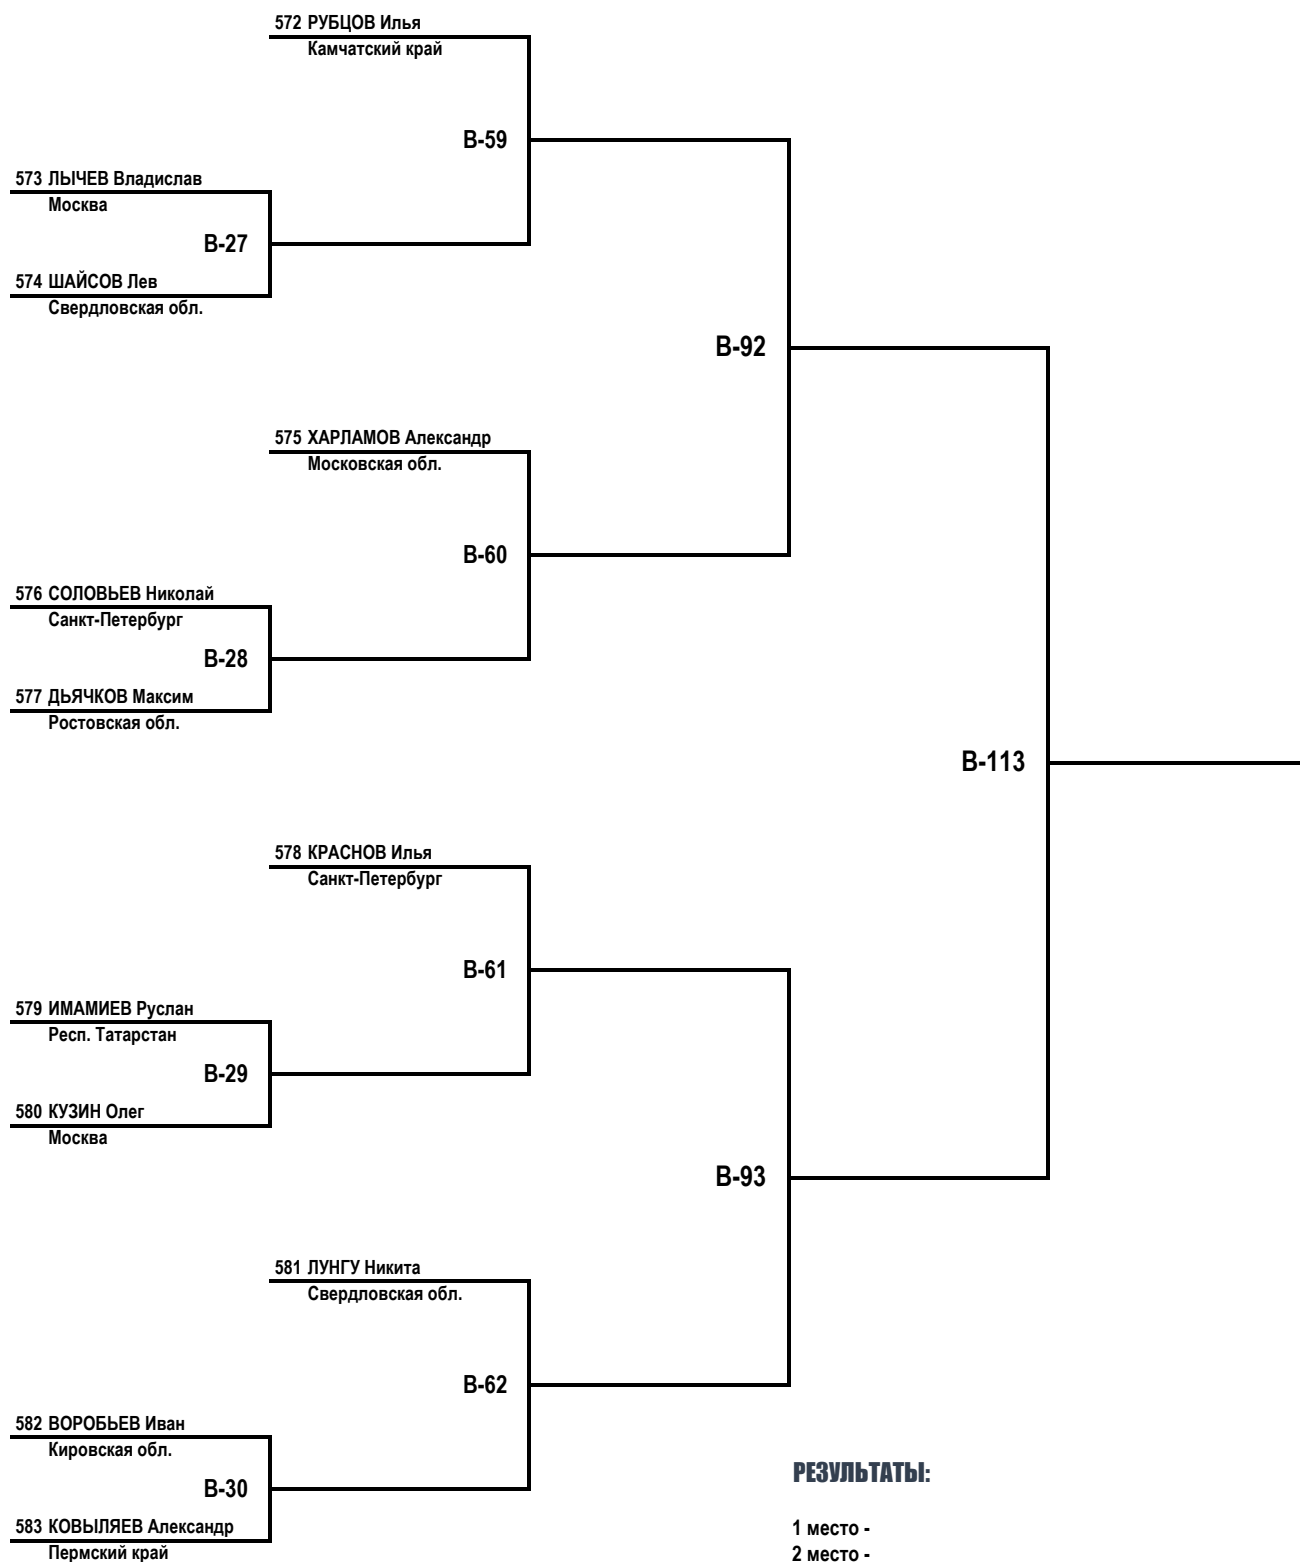 572 РУБЦОВ Илья
Камчатский край
В-59
573 ЛЫЧЕВ Владислав
Москва
В-27
574 ШАЙСОВ Лев
Свердловская обл.
В-92
575 ХАРЛАМОВ Александр
Московская обл.
В-60
576 СОЛОВЬЕВ Николай
Санкт-Петербург
В-28
577 ДЬЯЧКОВ Максим
Ростовская обл.
В-113
578 КРАСНОВ Илья
Санкт-Петербург
В-61
579 ИМАМИЕВ Руслан
Респ. Татарстан
В-29
580 КУЗИН Олег
Москва
В-93
581 ЛУНГУ Никита
Свердловская обл.
В-62
582 ВОРОБЬЕВ Иван
Кировская обл.
В-30
583 КОВЫЛЯЕВ Александр
Пермский край
РЕЗУЛЬТАТЫ:
1 место -
2 место -